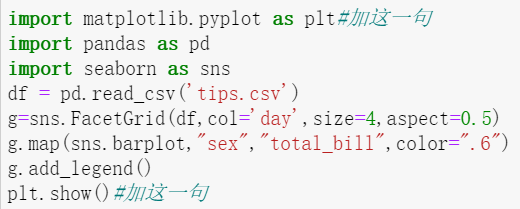 import matplotlib.pyplot as plt#加这一句
import pandas as pd
import seaborn as sns
df = pd.read_csv('tips.csv')
g=sns.FacetGrid(df,col='day',size=4,aspect=0.5)
g.map(sns.barplot,"sex","total_bill",color=".6")
g.add_legend()
plt.show()#加这一句